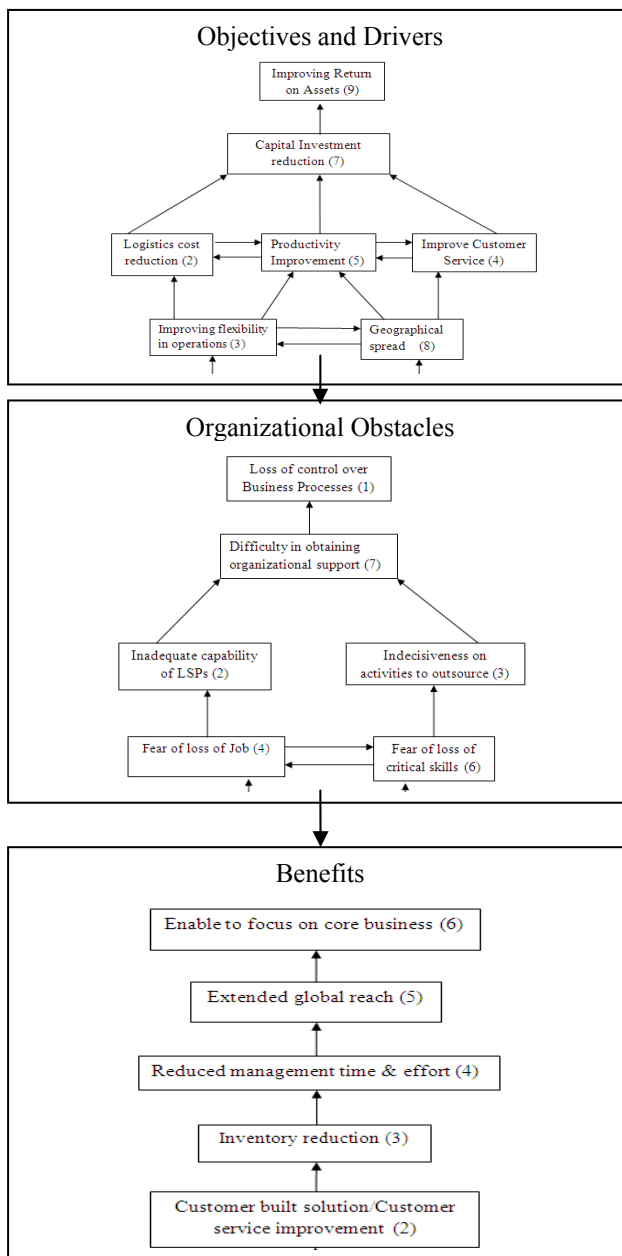 Objectives and Drivers
Improving Return
on Assets (9)
Capital Investment
reduction (7)
Logistics cost
reduction (2)
Productivity
Improvement (5)
Improve Customer
Service (4)
Improving flexibility
in operations (3)
Geographical
spread (8)
Organizational Obstacles
Loss of control over
Business Processes (1)
Difficulty in obtaining
organizational support (7)
Inadequate capability
of LSPs (2)
Indecisiveness on
activities to outsource (3)
Fear of loss of Job (4)
Fear of loss of
critical skills (6)
Benefits
Enable to focus on core business (6)
Extended global reach (5)
Reduced management time & effort (4)
Inventory reduction (3)
Customer built solution/Customer
service improvement (2)